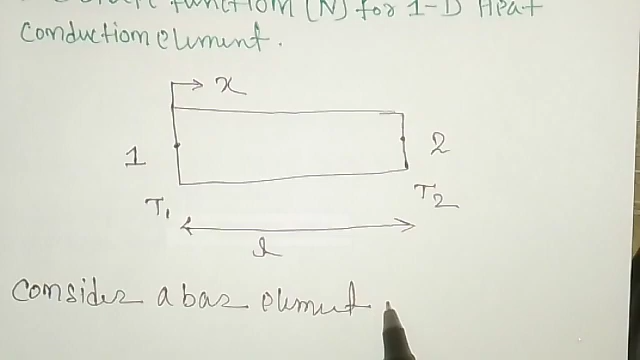 function (N) for 1-D Heat
conduction element.
x
1
2
T1
T2
l
consider a bar element